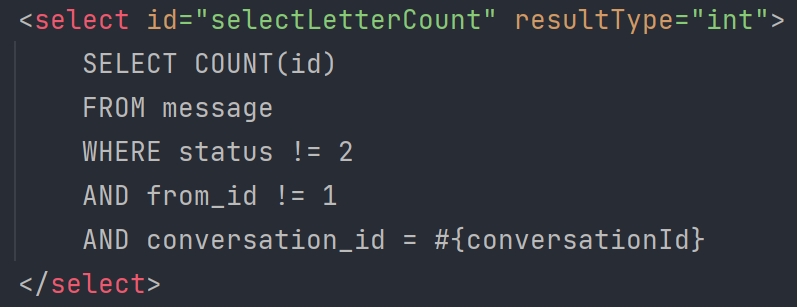 <select id="selectLetterCount" resultType="int">
SELECT COUNT(id)
FROM message
WHERE status != 2
AND from_id != 1
AND conversation_id = #{conversationId}
</select>